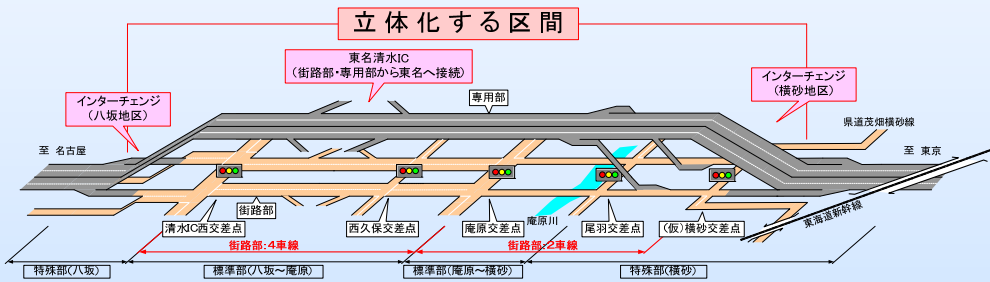 立体化する区間
東名清水IC
(街路部・専用部から東名へ接続)
インターチェンジ
(八坂地区)
インターチェンジ
(横砂地区)
専用部
県道茂畑横砂線
至 名古屋
至 東京
街路部
庵原川
東海道新幹線
清水IC西交差点
西久保交差点
庵原交差点
尾羽交差点
(仮)横砂交差点
街路部:4車線
街路部:2車線
特殊部(八坂)
標準部(八坂～庵原)
標準部(庵原～横砂)
特殊部(横砂)